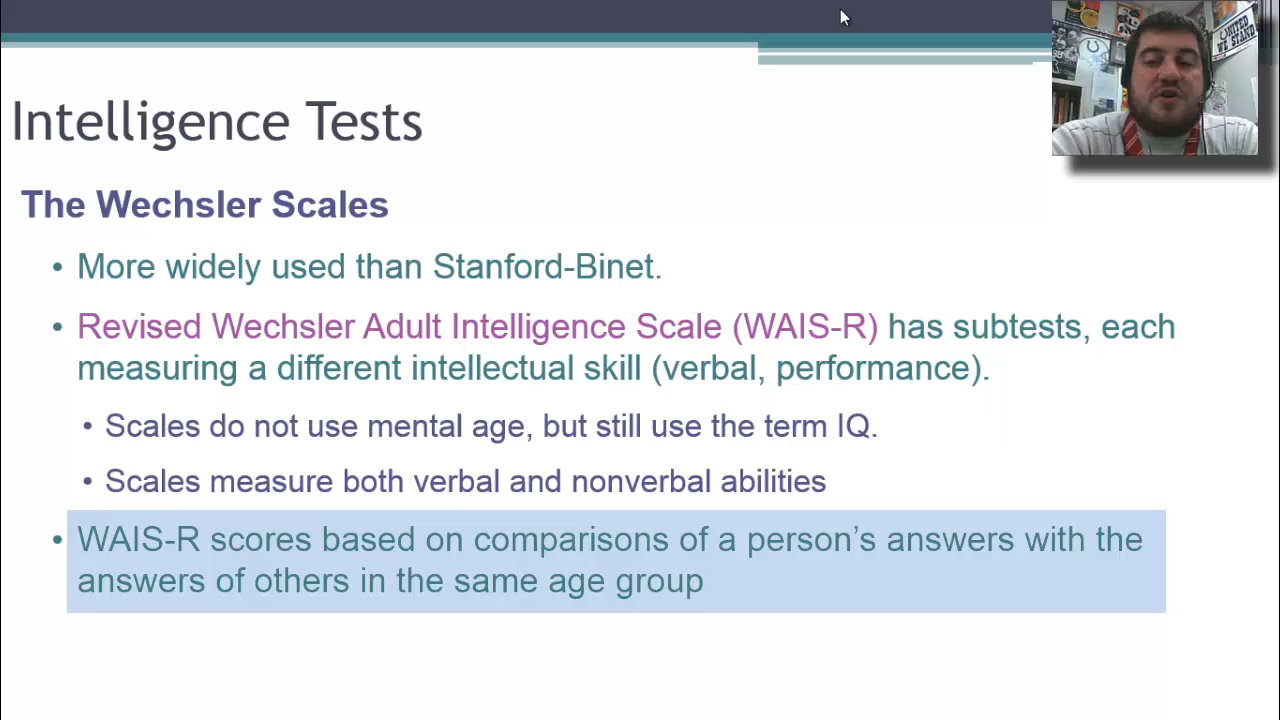 UNITED
WE STAND
Intelligence Tests
The Wechsler Scales
• More widely used than Stanford-Binet.
• Revised Wechsler Adult Intelligence Scale (WAIS-R) has subtests, each
measuring a different intellectual skill (verbal, performance).
• Scales do not use mental age, but still use the term IQ.
• Scales measure both verbal and nonverbal abilities
• WAIS-R scores based on comparisons of a person’s answers with the
answers of others in the same age group